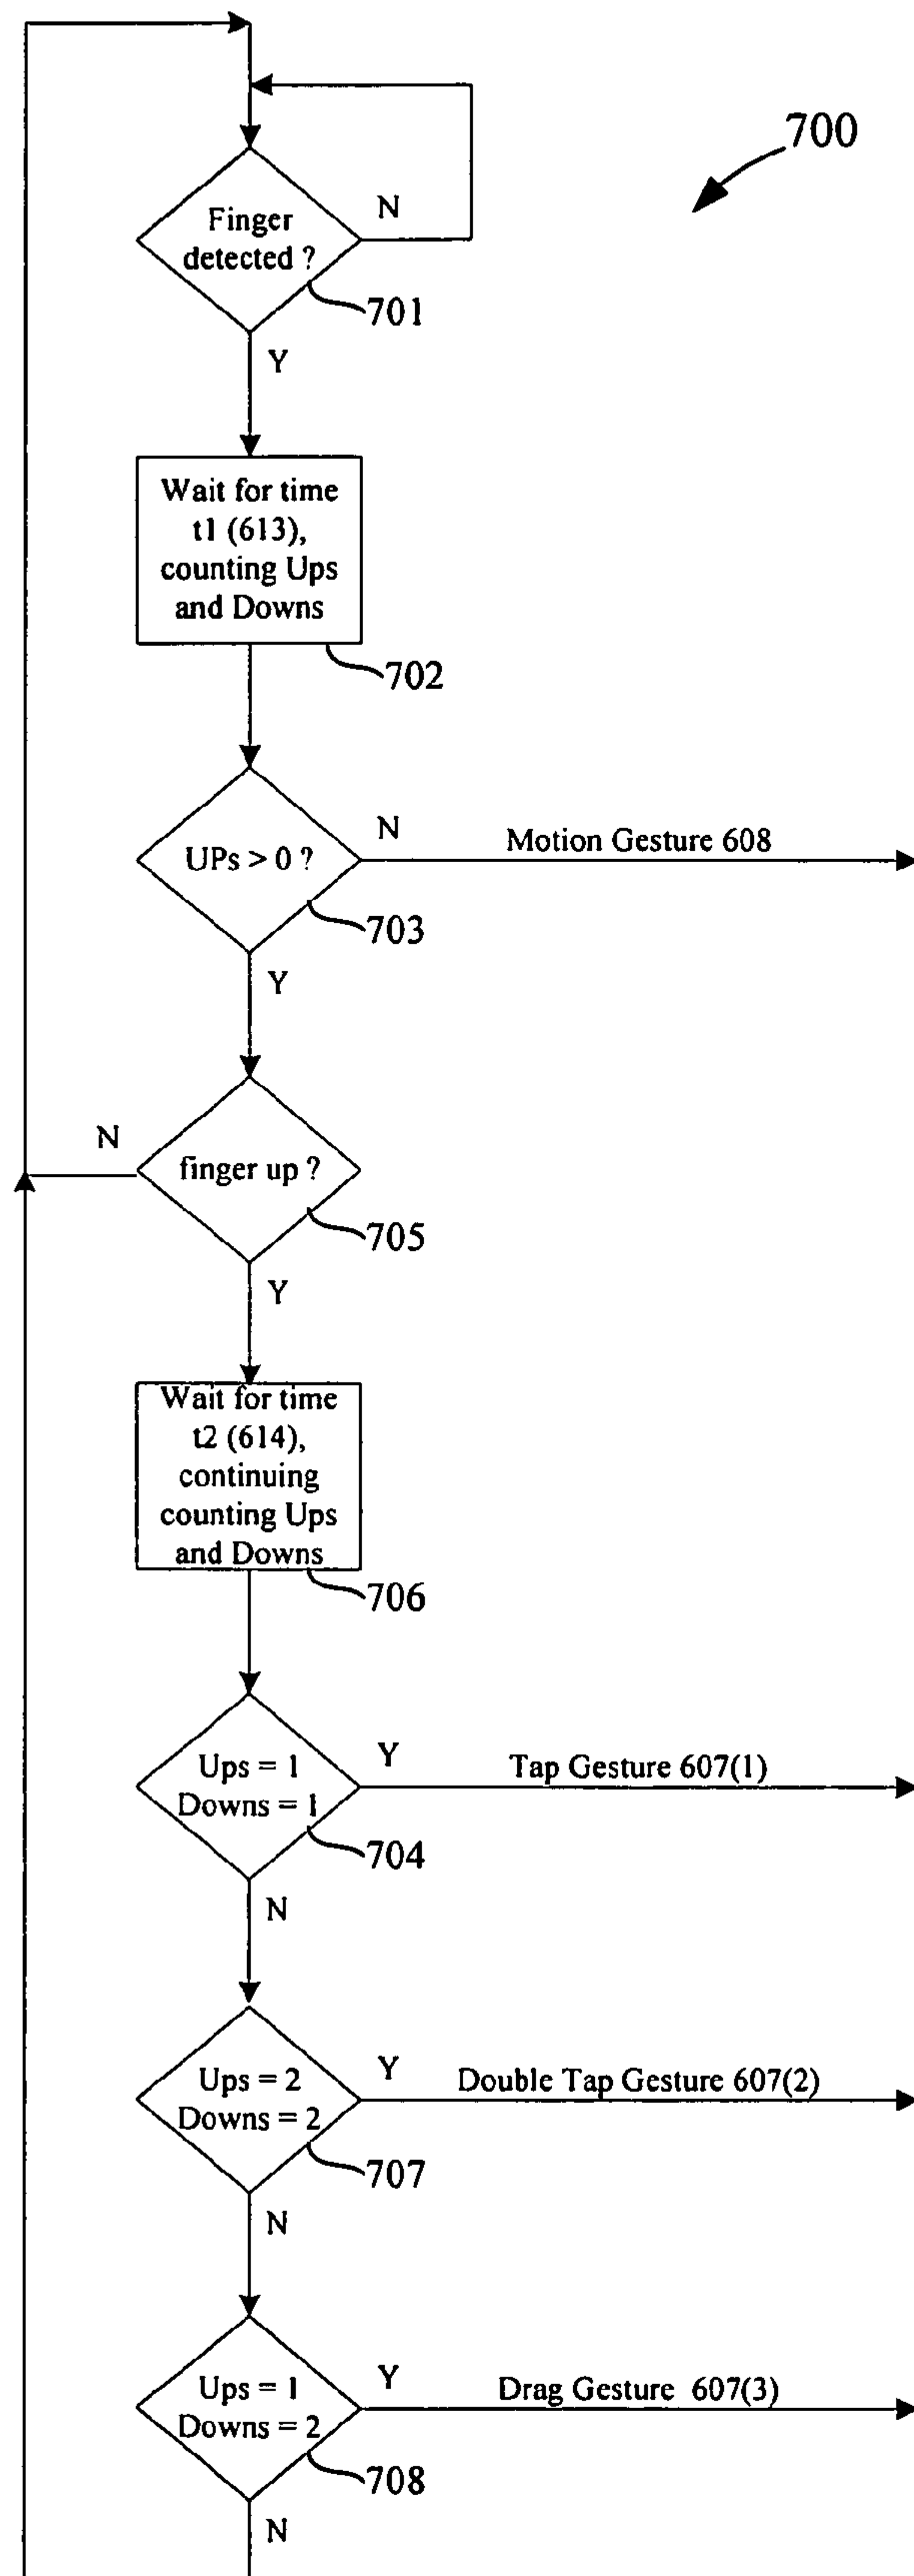 700
Finger
detected ?
N
701
Y
Wait for time
t1 (613),
counting Ups
and Downs
702
UPs > 0 ?
N
Motion Gesture 608
703
Y
N
finger up ?
705
Y
Wait for time
t2 (614),
continuing
counting Ups
and Downs
706
Ups = 1
Downs = 1
Y
Tap Gesture 607(1)
704
N
Ups = 2
Downs = 2
Y
Double Tap Gesture 607(2)
707
N
Ups = 1
Downs = 2
Y
Drag Gesture 607(3)
708
N